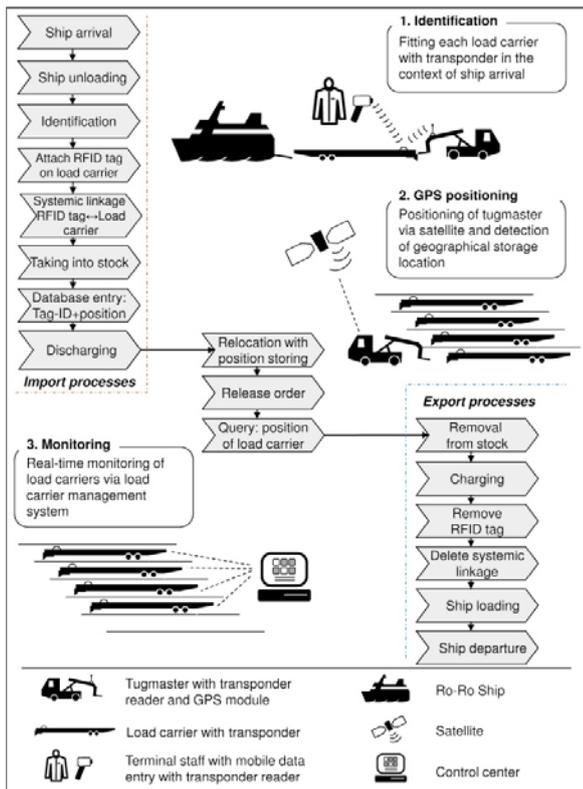 Ship arrival
Ship unloading
Identification
Attach RFID tag
on load carrier
Systemic linkage
RFID tag↔Load
carrier
Taking into stock
Database entry:
Tag-ID+position
Discharging
Import processes
1. Identification
Fitting each load carrier
with transponder in the
context of ship arrival
2. GPS positioning
Positioning of tugmaster
via satellite and detection
of geographical storage
location
Relocation with
position storing
Release order
Query: position
of load carrier
Export processes
Removal
from stock
Charging
Remove
RFID tag
Delete systemic
linkage
Ship loading
Ship departure
3. Monitoring
Real-time monitoring of
load carriers via load
carrier management
system
Tugmaster with transponder
reader and GPS module
Load carrier with transponder
Terminal staff with mobile data
entry with transponder reader
Ro-Ro Ship
Satellite
Control center